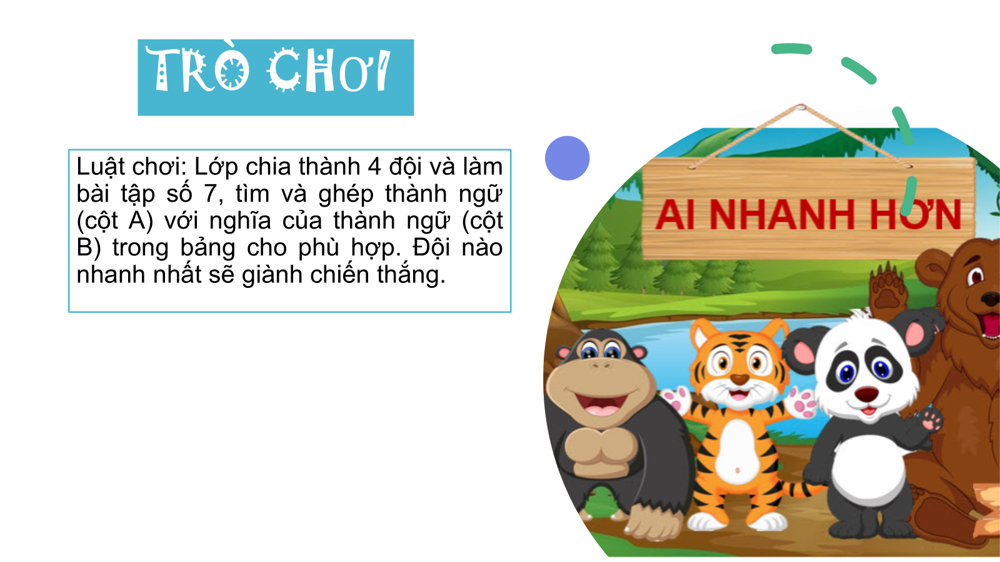 TRÒ CHƠI
Luật chơi: Lớp chia thành 4 đội và làm
bài tập số 7, tìm và ghép thành ngữ
(cột A) với nghĩa của thành ngữ (cột
B) trong bảng cho phù hợp. Đội nào
nhanh nhất sẽ giành chiến thắng.
AI NHANH HƠN